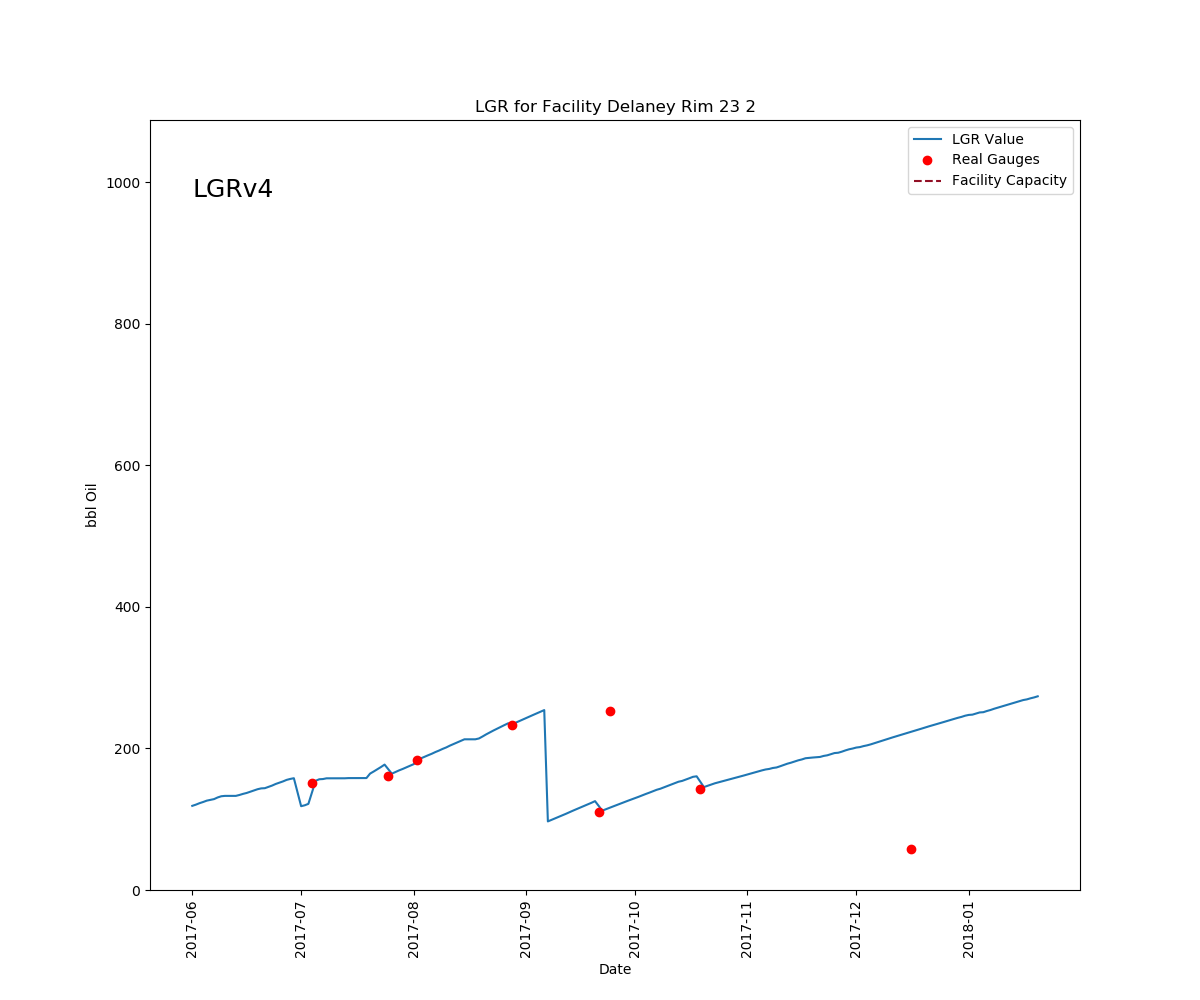 LGR for Facility Delaney Rim 23 2
LGR Value
Real Gauges
Facility Capacity
LGRv4
1000
800
600
400
200
0
bbl Oil
2017-06
2017-07
2017-08
2017-09
2017-10
2017-11
2017-12
2018-01
Date